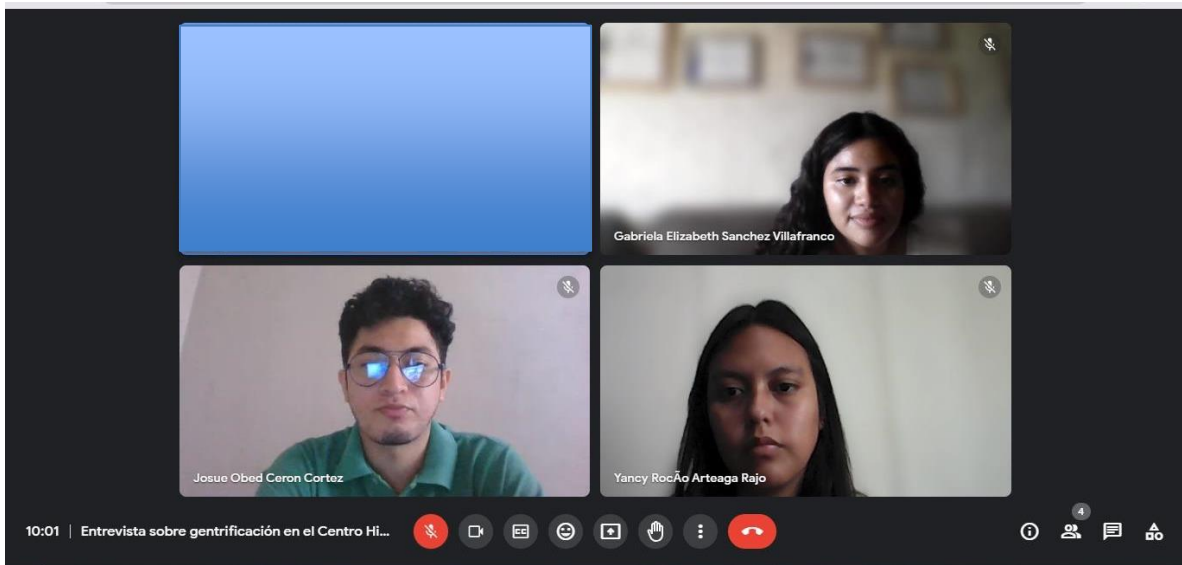 Gabriela Elizabeth Sanchez Villafranco
Josue Obed Ceron Cortez
Yancy RocÃo Arteaga Rajo
4
10:01 | Entrevista sobre gentrificación en el Centro Hi...
CC